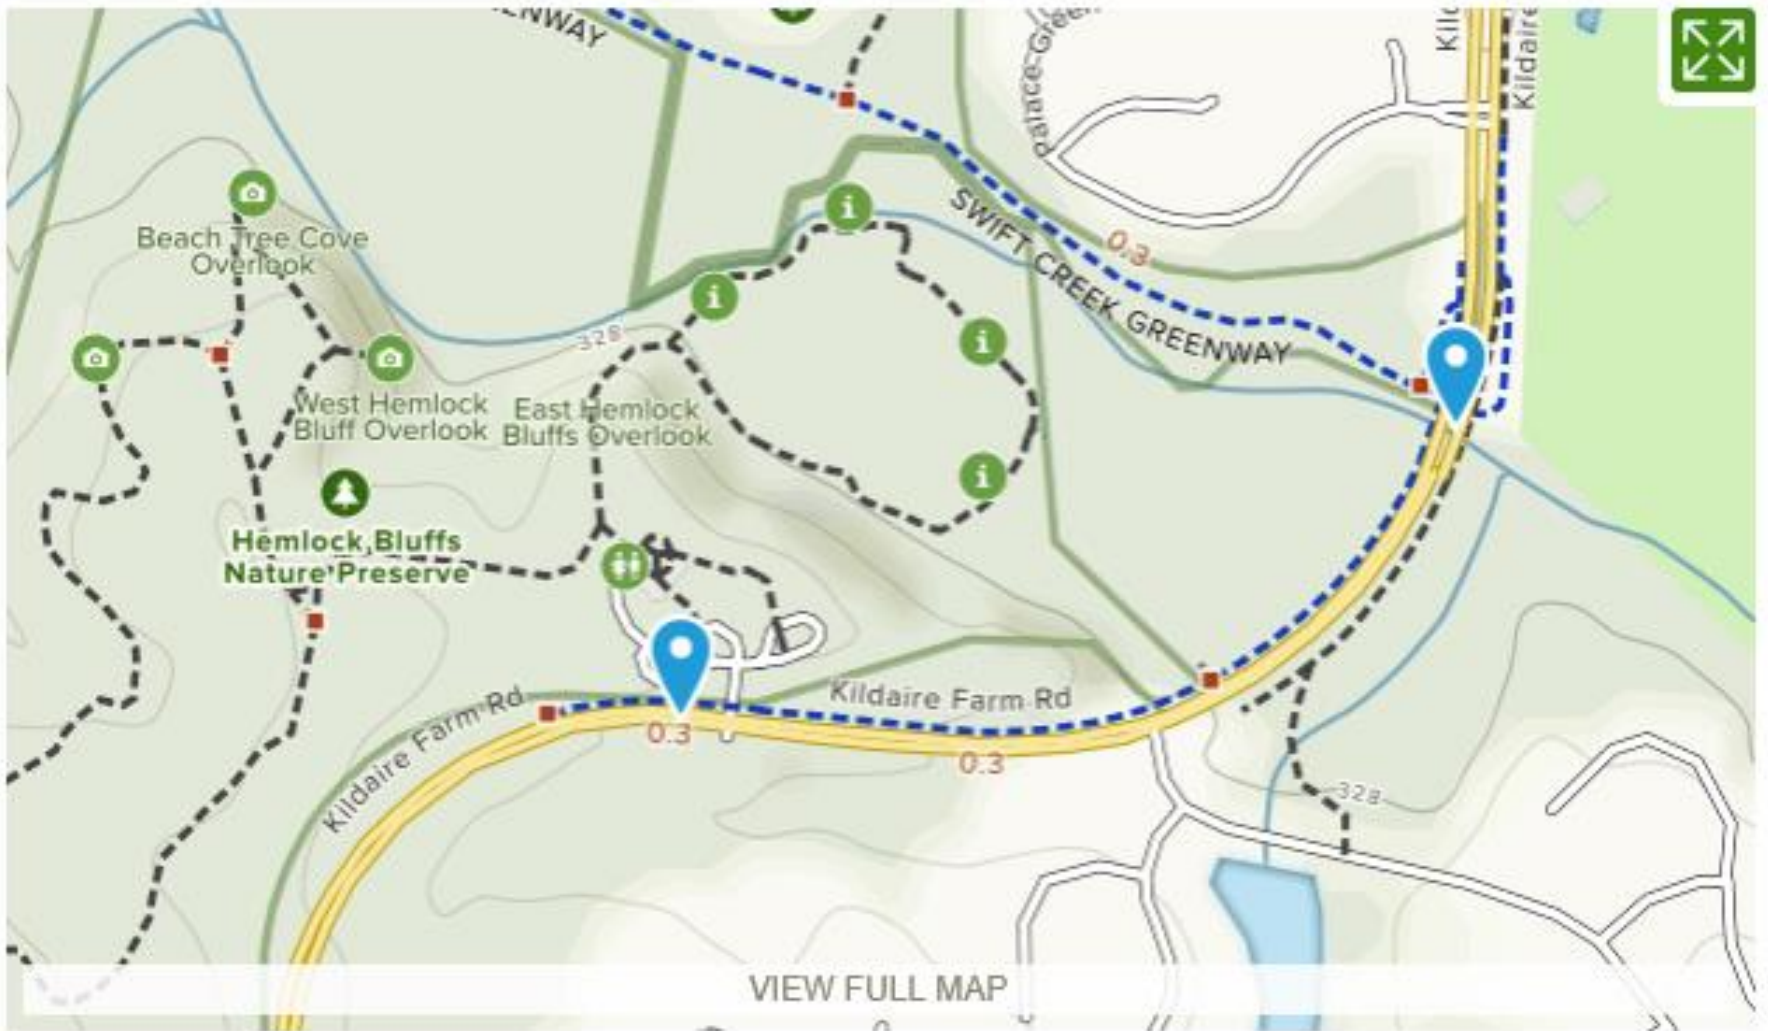 ENWAY
Palace Green
Kild
Kildaire
Beach Tree Cove
Overlook
SWIFT CREEK GREENWAY
0.3
328
West Hemlock
Bluff Overlook
East Hemlock
Bluffs Overlook
Hemlock Bluffs
Nature Preserve
Kildaire Farm Rd
Kildaire Farm Rd
0.3
0.3
328
VIEW FULL MAP